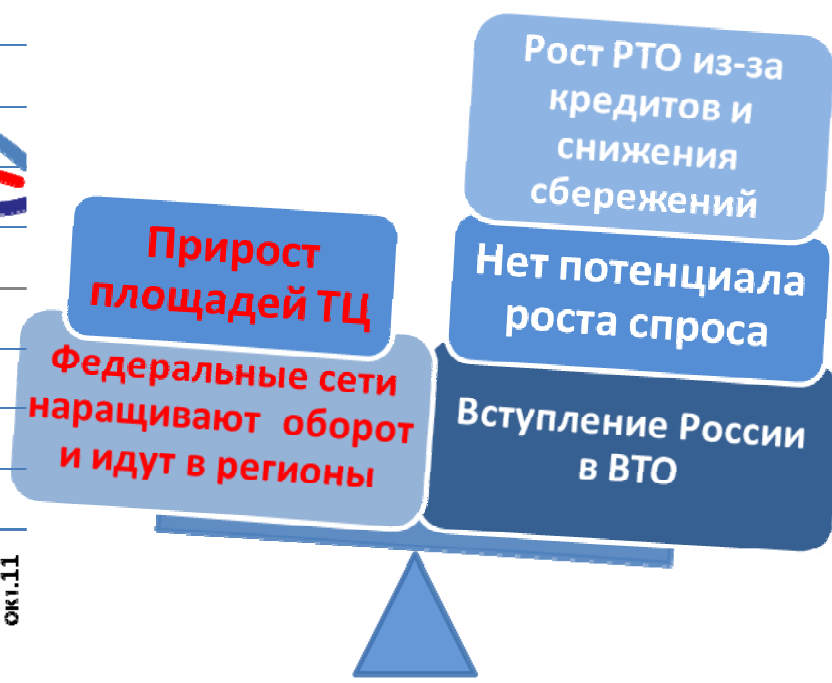 Рост РТО из-за
кредитов и
снижения
сбережений
Прирост
площадей ТЦ
Нет потенциала
роста спроса
Федеральные сети
наращивают оборот
и идут в регионы
Вступление России
в ВТО
окт.11